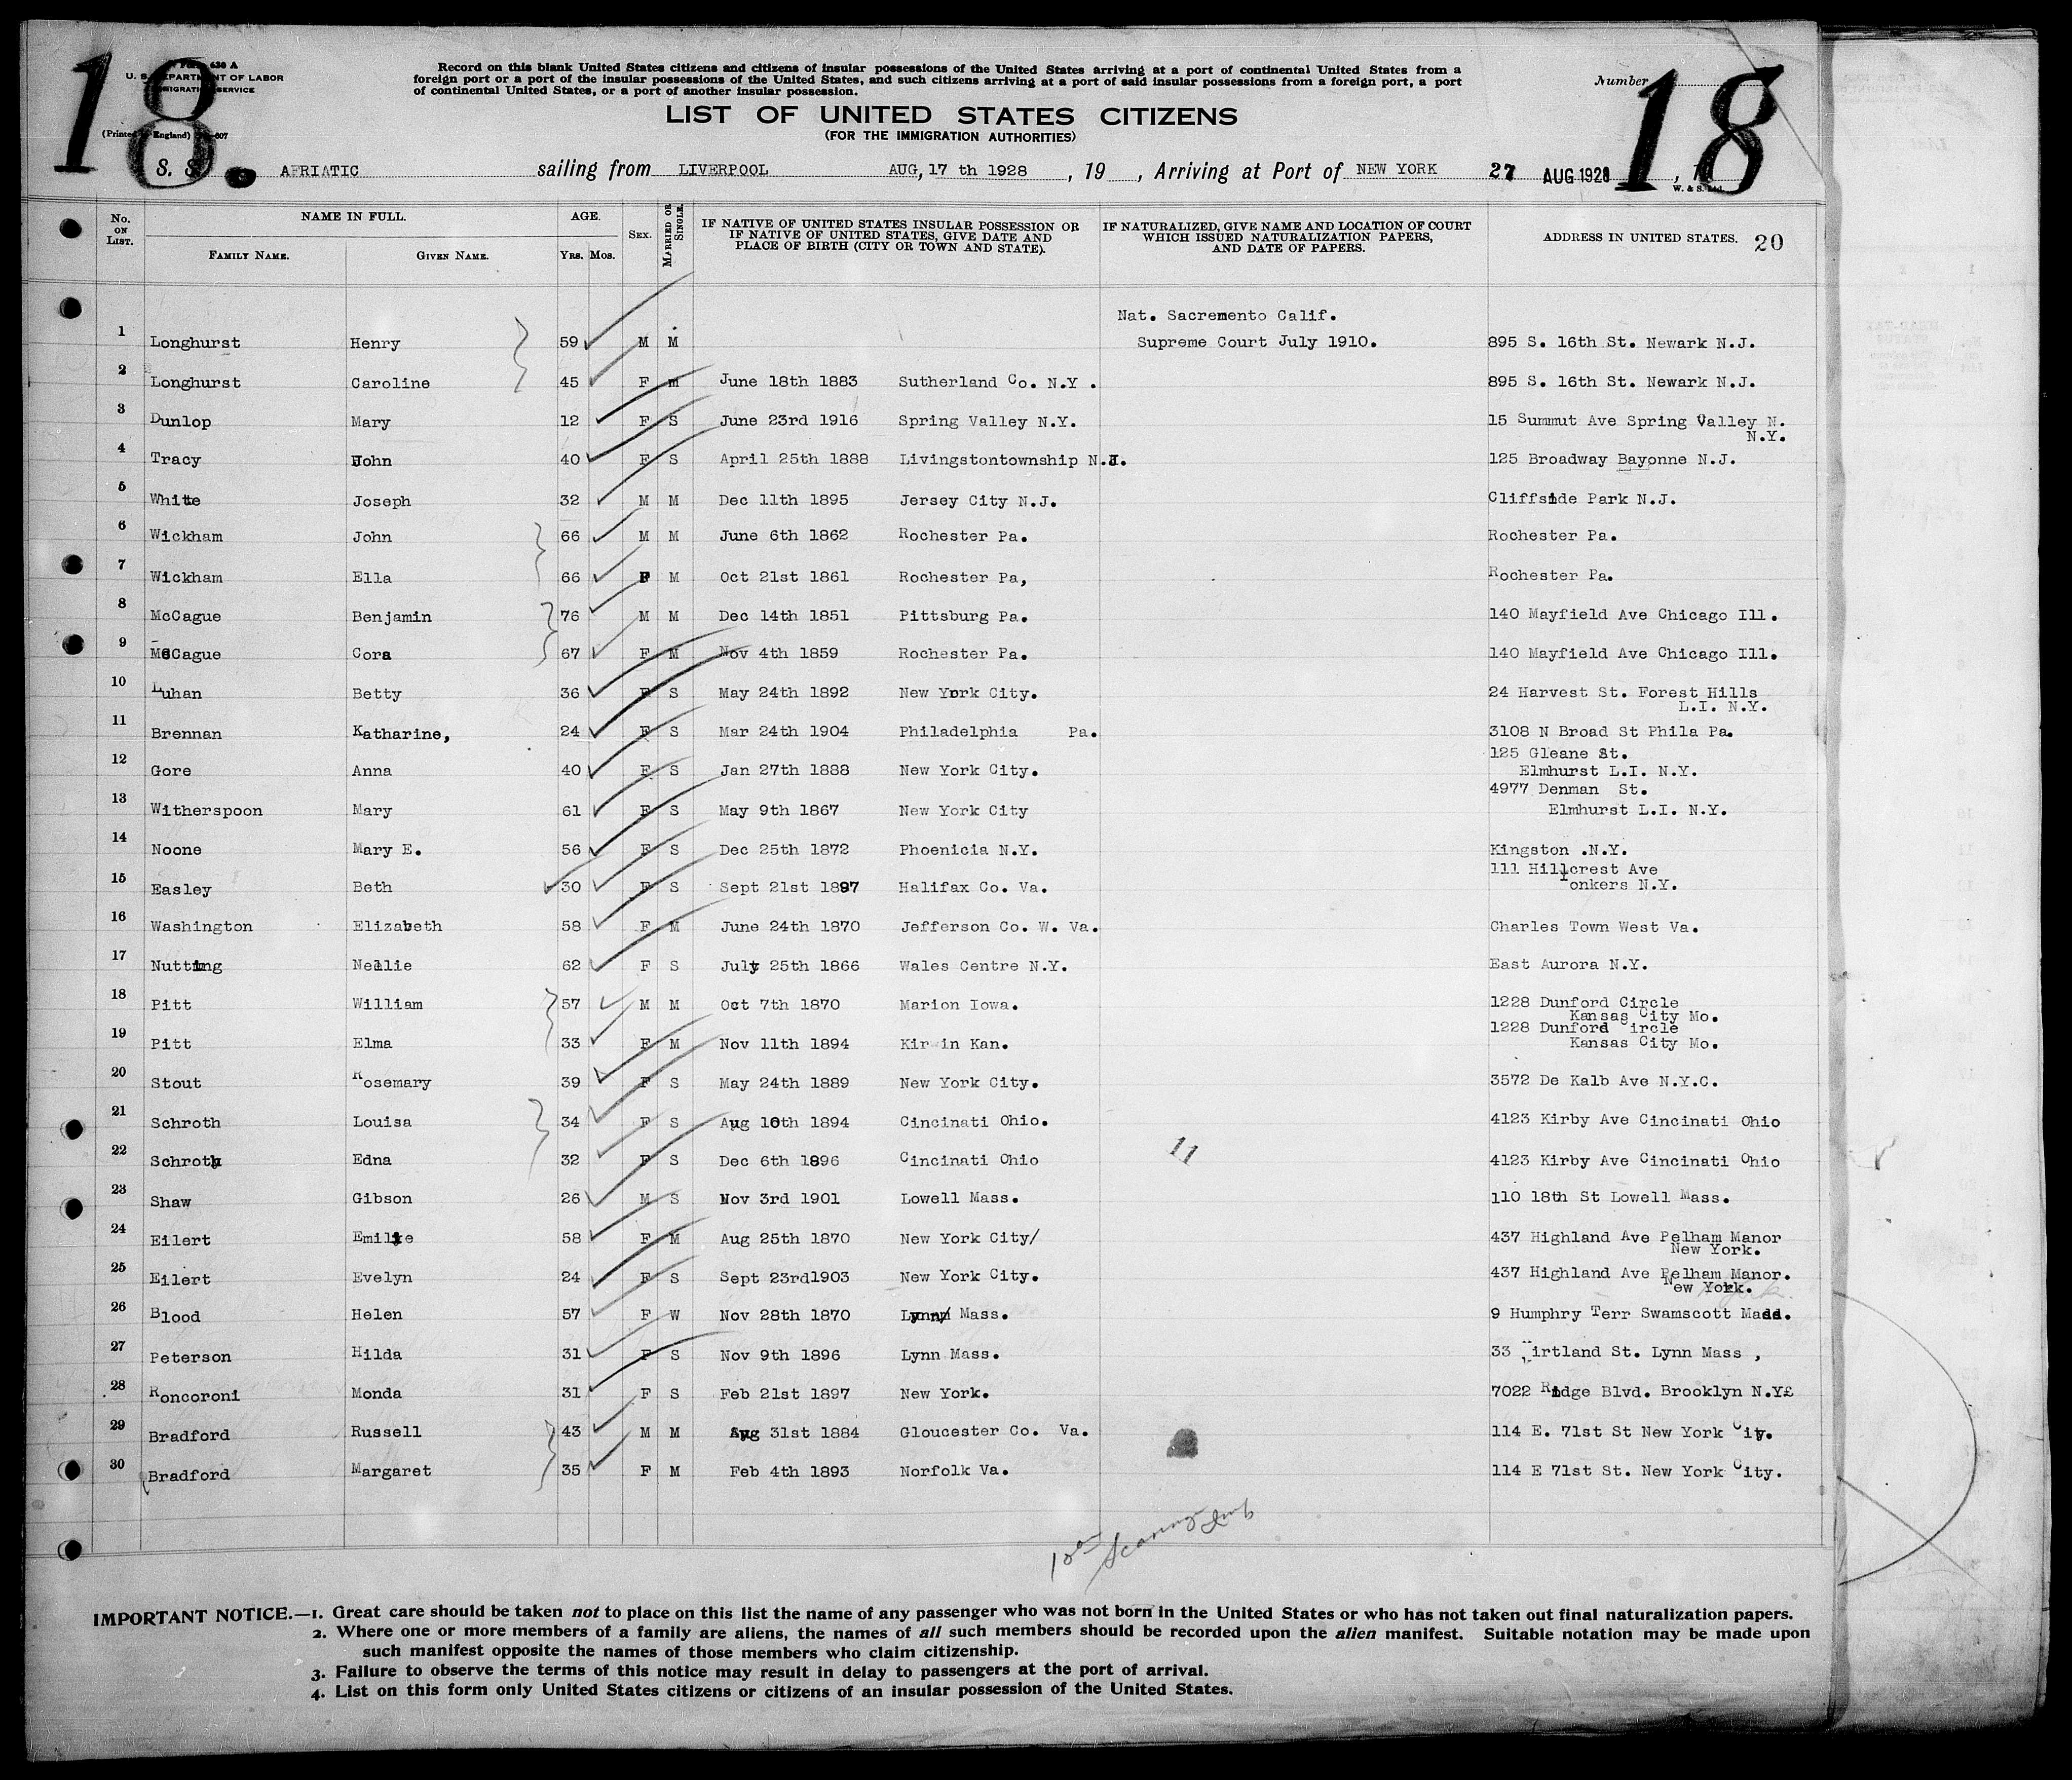 18
18
630 A
U. S. DEPARTMENT OF LABOR
IMMIGRATION SERVICE
(Printed in England) 607
Record on this blank United States citizens and citizens of insular possessions of the United States arriving at a port of continental United States from a
foreign port or a port of the insular possessions of the United States, and such citizens arriving at a port of said insular possessions from a foreign port, a port
of continental United States, or a port of another insular possession.
Number
LIST OF UNITED STATES CITIZENS
(FOR THE IMMIGRATION AUTHORITIES)
S. S. AFRIATIC sailing from LIVERPOOL AUG, 17 th 1928 , 19 , Arriving at Port of NEW YORK 27 AUG 1928 , 1
W. & S. Ltd.
No. ON LIST. NAME IN FULL. FAMILY NAME. GIVEN NAME. AGE. YRS. MOS. SEX. MARRIED OR SINGLE. IF NATIVE OF UNITED STATES INSULAR POSSESSION OR IF NATIVE OF UNITED STATES, GIVE DATE AND PLACE OF BIRTH (CITY OR TOWN AND STATE). IF NATURALIZED, GIVE NAME AND LOCATION OF COURT WHICH ISSUED NATURALIZATION PAPERS, AND DATE OF PAPERS. ADDRESS IN UNITED STATES. 20
Nat. Sacremento Calif.
1 Longhurst Henry 59 M M Supreme Court July 1910. 895 S. 16th St. Newark N.J.
2 Longhurst Caroline 45 F m June 18th 1883 Sutherland Co. N.Y . 895 S. 16th St. Newark N.J.
3 Dunlop Mary 12 F S June 23rd 1916 Spring Valley N.Y. 15 Summut Ave Spring Valley N.
N.Y.
4 Tracy John 40 F S April 25th 1888 Livingstontownship N.J. 125 Broadway Bayonne N.J.
5 White Joseph 32 M M Dec 11th 1895 Jersey City N.J. Cliffside Park N.J.
6 Wickham John 66 M M June 6th 1862 Rochester Pa. Rochester Pa.
7 Wickham Ella 66 F M Oct 21st 1861 Rochester Pa, Rochester Pa.
8 McCague Benjamin 76 M M Dec 14th 1851 Pittsburg Pa. 140 Mayfield Ave Chicago Ill.
9 McCague Cora 67 F M Nov 4th 1859 Rochester Pa. 140 Mayfield Ave Chicago Ill.
10 Luhan Betty 36 F S May 24th 1892 New York City. 24 Harvest St. Forest Hills
L.I. N.Y.
11 Brennan Katharine, 24 F S Mar 24th 1904 Philadelphia Pa. 3108 N Broad St Phila Pa.
125 Gleane St.
12 Gore Anna 40 F S Jan 27th 1888 New York City. Elmhurst L.I. N.Y.
4977 Denman St.
13 Witherspoon Mary 61 F S May 9th 1867 New York City Elmhurst L.I. N.Y.
14 Noone Mary E. 56 F S Dec 25th 1872 Phoenicia N.Y. Kingston .N.Y.
111 Hillcrest Ave
15 Easley Beth 30 F S Sept 21st 1897 Halifax Co. Va. Yonkers N.Y.
16 Washington Elizabeth 58 F M June 24th 1870 Jefferson Co. W. Va. Charles Town West Va.
17 Nutting Nellie 62 F S July 25th 1866 Wales Centre N.Y. East Aurora N.Y.
18 Pitt William 57 M M Oct 7th 1870 Marion Iowa. 1228 Dunford Circle
Kansas City Mo.
1228 Dunford Circle
19 Pitt Elma 33 F M Nov 11th 1894 Kirwin Kan. Kansas City Mo.
20 Stout Rosemary 39 F S May 24th 1889 New York City. 3572 De Kalb Ave N.Y.C.
21 Schroth Louisa 34 F S Aug 10th 1894 Cincinati Ohio. 4123 Kirby Ave Cincinati Ohio
22 Schroth Edna 32 F S Dec 6th 1896 Cincinati Ohio 11 4123 Kirby Ave Cincinati Ohio
23 Shaw Gibson 26 M S Nov 3rd 1901 Lowell Mass. 110 18th St Lowell Mass.
24 Eilert Emilie 58 F M Aug 25th 1870 New York City/ 437 Highland Ave Pelham Manor
New York.
25 Eilert Evelyn 24 F S Sept 23rd1903 New York City. 437 Highland Ave Pelham Manor.
New York.
26 Blood Helen 57 F W Nov 28th 1870 Lynn/ Mass. 9 Humphry Terr Swamscott Madd.
27 Peterson Hilda 31 F S Nov 9th 1896 Lynn Mass. 33 irtland St. Lynn Mass ,
28 Roncoroni Monda 31 F S Feb 21st 1897 New York. 7022 Ridge Blvd. Brooklyn N.Y£
29 Bradford Russell 43 M M Aug 31st 1884 Gloucester Co. Va. 114 E. 71st St New York City.
30 Bradford Margaret 35 F M Feb 4th 1893 Norfolk Va. 114 E 71st St. New York City.
IMPORTANT NOTICE.—1. Great care should be taken not to place on this list the name of any passenger who was not born in the United States or who has not taken out final naturalization papers.
2. Where one or more members of a family are aliens, the names of all such members should be recorded upon the alien manifest. Suitable notation may be made upon
such manifest opposite the names of those members who claim citizenship.
3. Failure to observe the terms of this notice may result in delay to passengers at the port of arrival.
4. List on this form only United States citizens or citizens of an insular possession of the United States.